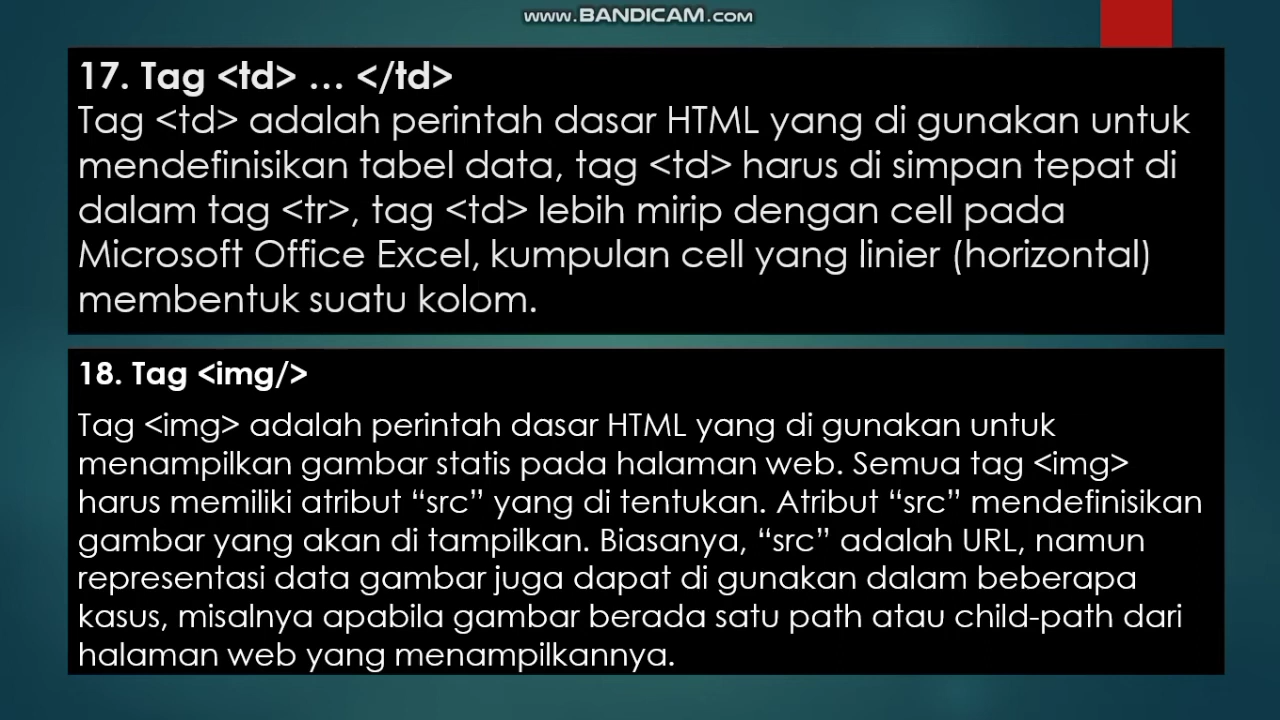 www.BANDICAM.com
17. Tag <td> ... </td>
Tag <td> adalah perintah dasar HTML yang di gunakan untuk
mendefinisikan tabel data, tag <td> harus di simpan tepat di
dalam tag <tr>, tag <td> lebih mirip dengan cell pada
Microsoft Office Excel, kumpulan cell yang linier (horizontal)
membentuk suatu kolom.
18. Tag <img/>
Tag <img> adalah perintah dasar HTML yang di gunakan untuk
menampilkan gambar statis pada halaman web. Semua tag <img>
harus memiliki atribut “src” yang di tentukan. Atribut “src” mendefinisikan
gambar yang akan di tampilkan. Biasanya, “src” adalah URL, namun
representasi data gambar juga dapat di gunakan dalam beberapa
kasus, misalnya apabila gambar berada satu path atau child-path dari
halaman web yang menampilkannya.